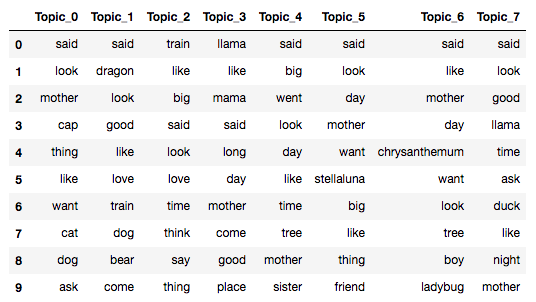 Topic_0 Topic_1 Topic_2 Topic_3 Topic_4 Topic_5 Topic_6 Topic_7
0 said said train llama said said said said
1 look dragon like like big look like look
2 mother look big mama went day mother good
3 cap good said said look mother day llama
4 thing like look long day want chrysanthemum time
5 like love love day like stellaluna want ask
6 want train time mother time big look duck
7 cat dog think come tree like tree like
8 dog bear say good mother thing boy night
9 ask come thing place sister friend ladybug mother